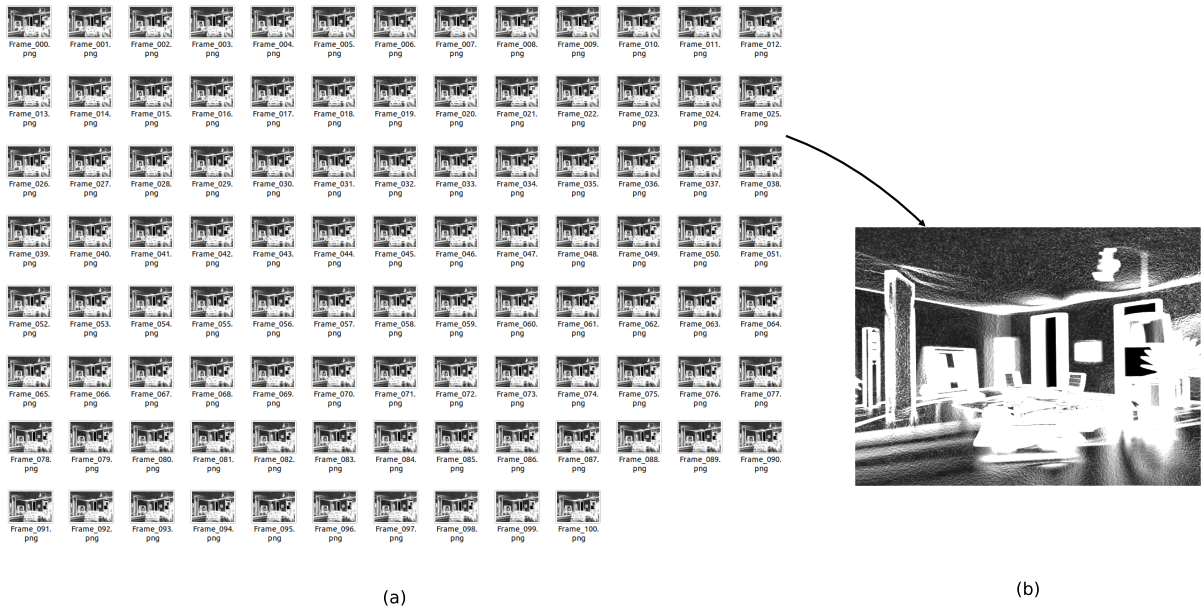 Frame_000. Frame_001. Frame_002. Frame_003. Frame_004. Frame_005. Frame_006. Frame_007. Frame_008. Frame_009. Frame_010. Frame_011. Frame_012.
png png png png png png png png png png png png png
Frame_013. Frame_014. Frame_015. Frame_016. Frame_017. Frame_018. Frame_019. Frame_020. Frame_021. Frame_022. Frame_023. Frame_024. Frame_025.
png png png png png png png png png png png png png
Frame_026. Frame_027. Frame_028. Frame_029. Frame_030. Frame_031. Frame_032. Frame_033. Frame_034. Frame_035. Frame_036. Frame_037. Frame_038.
png png png png png png png png png png png png png
Frame_039. Frame_040. Frame_041. Frame_042. Frame_043. Frame_044. Frame_045. Frame_046. Frame_047. Frame_048. Frame_049. Frame_050. Frame_051.
png png png png png png png png png png png png png
Frame_052. Frame_053. Frame_054. Frame_055. Frame_056. Frame_057. Frame_058. Frame_059. Frame_060. Frame_061. Frame_062. Frame_063. Frame_064.
png png png png png png png png png png png png png
Frame_065. Frame_066. Frame_067. Frame_068. Frame_069. Frame_070. Frame_071. Frame_072. Frame_073. Frame_074. Frame_075. Frame_076. Frame_077.
png png png png png png png png png png png png png
Frame_078. Frame_079. Frame_080. Frame_081. Frame_082. Frame_083. Frame_084. Frame_085. Frame_086. Frame_087. Frame_088. Frame_089. Frame_090.
png png png png png png png png png png png png png
Frame_091. Frame_092. Frame_093. Frame_094. Frame_095. Frame_096. Frame_097. Frame_098. Frame_099. Frame_100.
png png png png png png png png png png
(a)
(b)